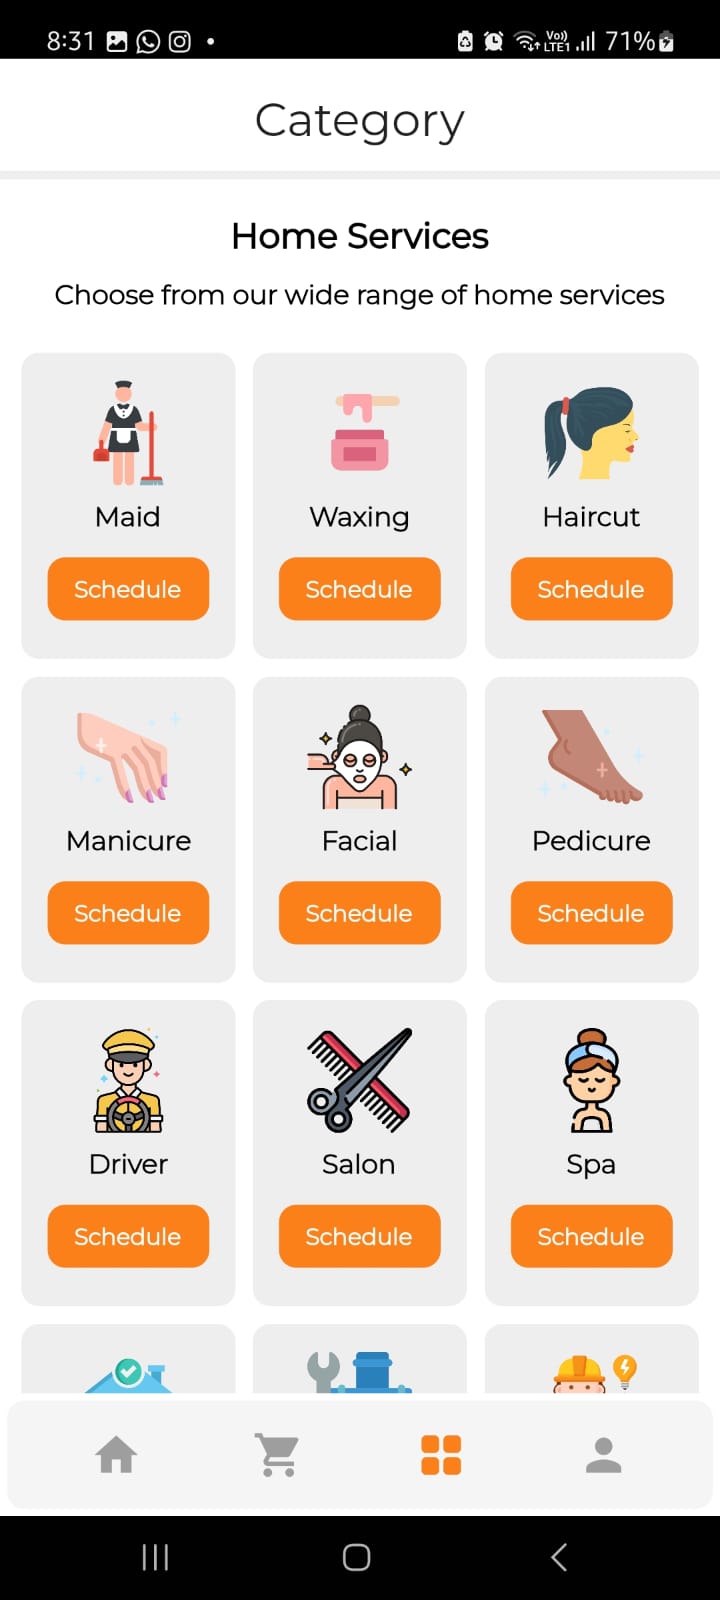 8:31
Vo))
LTE1
71%
Category
Home Services
Choose from our wide range of home services
Maid
Waxing
Haircut
Schedule
Schedule
Schedule
Manicure
Facial
Pedicure
Schedule
Schedule
Schedule
Driver
Salon
Spa
Schedule
Schedule
Schedule